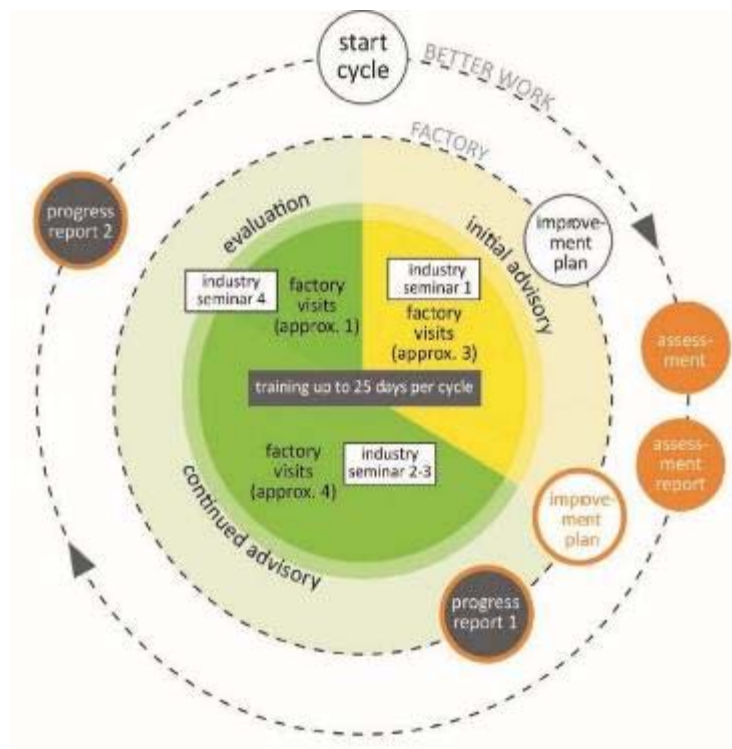 start
cycle
BETTER WORK
FACTORY
progress
report 2
evaluation
initial advisory
improve-
ment
plan
industry
seminar 4
factory
visits
(approx. 1)
industry
seminar 1
factory
visits
(approx. 3)
assess-
ment
training up to 25 days per cycle
factory
visits
(approx. 4)
industry
seminar 2-3
assess-
ment
report
continued advisory
improve-
ment
plan
progress
report 1